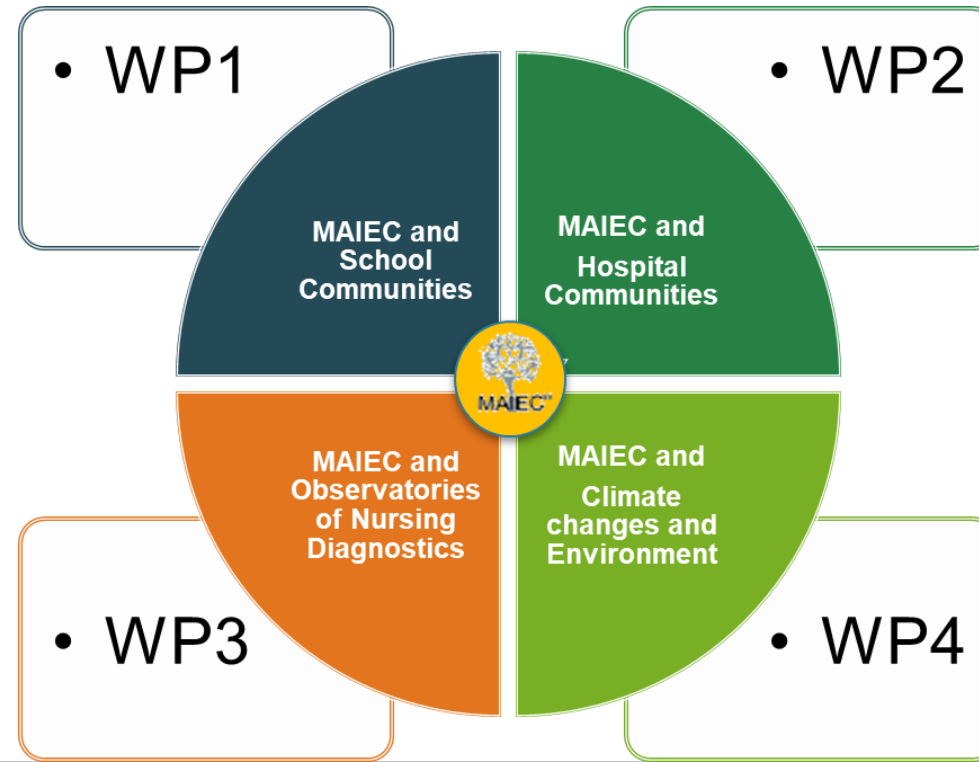 • WP1
• WP2
MAIEC and
School
Communities
MAIEC and
Hospital
Communities
MAIEC
MAIEC and
Observatories
of Nursing
Diagnostics
MAIEC and
Climate
changes and
Environment
• WP3
• WP4